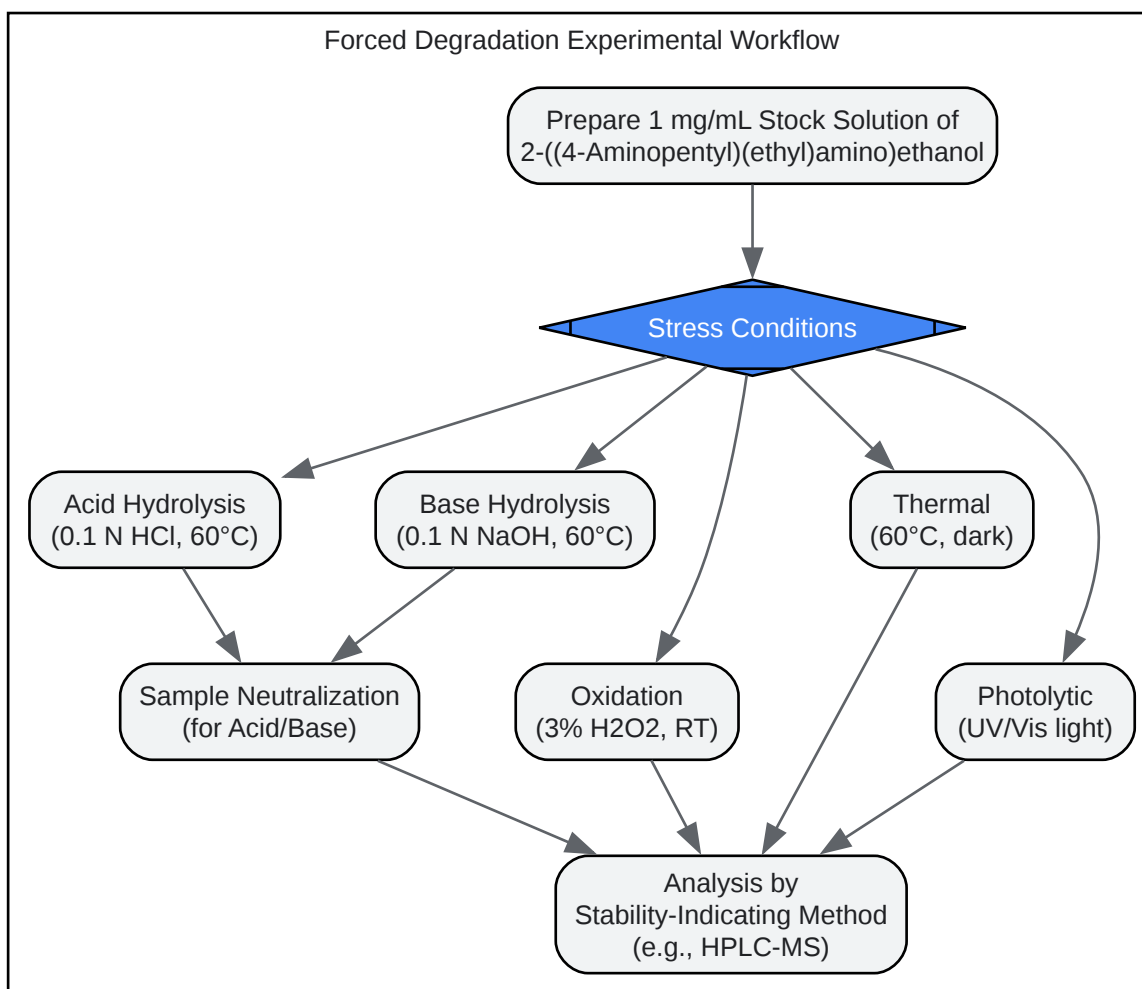 Forced Degradation Experimental Workflow
Prepare 1 mg/mL Stock Solution of
2-((4-Aminopentyl)(ethyl)amino)ethanol
Stress Conditions
Acid Hydrolysis
(0.1 N HCl, 60°C)
Base Hydrolysis
(0.1 N NaOH, 60°C)
Thermal
(60°C, dark)
Sample Neutralization
(for Acid/Base)
Oxidation
(3% H2O2, RT)
Photolytic
(UV/Vis light)
Analysis by
Stability-Indicating Method
(e.g., HPLC-MS)